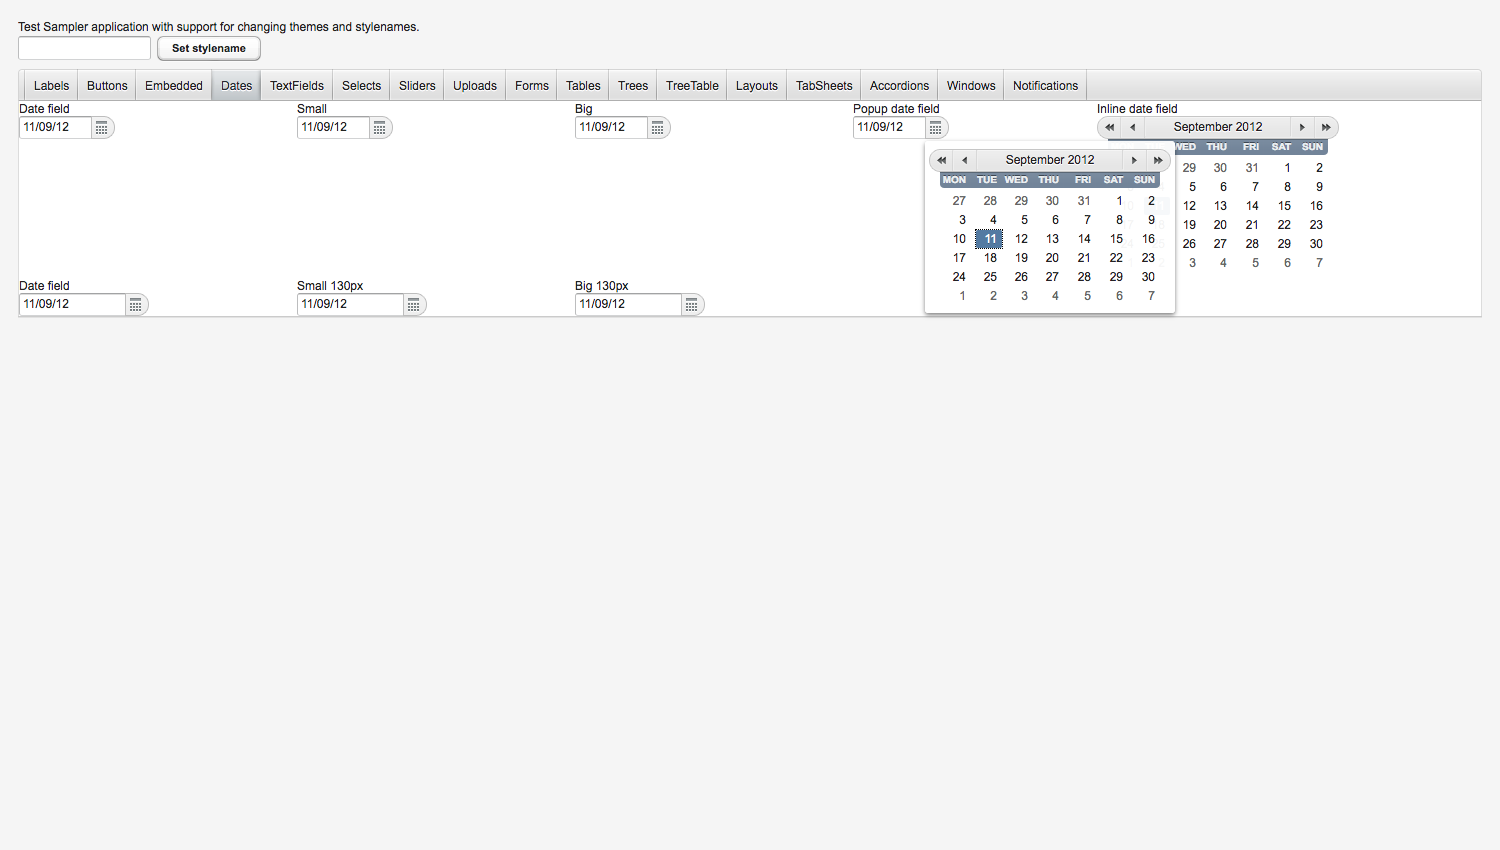 Test Sampler application with support for changing themes and stylenames.
Set stylename
Labels Buttons Embedded Dates TextFields Selects Sliders Uploads Forms Tables Trees TreeTable Layouts TabSheets Accordions Windows Notifications
Date field Small Big Popup date field Inline date field
11/09/12 11/09/12 11/09/12 11/09/12 September 2012
WED THU FRI SAT SUN
29 30 31 1 2
5 6 7 8 9
12 13 14 15 16
19 20 21 22 23
26 27 28 29 30
3 4 5 6 7
September 2012
MON TUE WED THU FRI SAT SUN
27 28 29 30 31 1 2
3 4 5 6 7 8 9
10 11 12 13 14 15 16
17 18 19 20 21 22 23
24 25 26 27 28 29 30
1 2 3 4 5 6 7
Date field Small 130px Big 130px
11/09/12 11/09/12 11/09/12